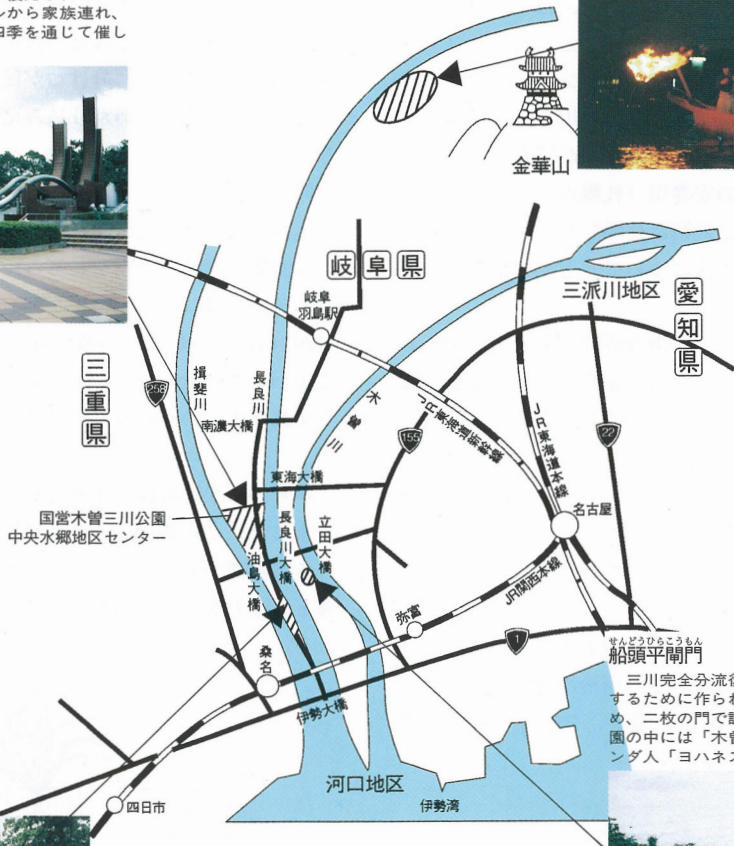 ルから家族連れ、
四季を通じて催し
金華山
岐阜県
岐阜
羽島駅
三派川地区
愛知県
三重県
258
揖斐川
長良川
南濃大橋
木曽川
JR東海道新幹線
155
JR東海道本線
22
東海大橋
名古屋
国営木曽三川公園
中央水郷地区センター
長良川大橋
立田大橋
油島大橋
JR関西本線
弥富
1
桑名
せんどうひらこうもん
船頭平閘門
三川完全分流後
するために作られ
め、二枚の門で
園の中には「木曽
ンダ人「ヨハネス
伊勢大橋
河口地区
伊勢湾
四日市